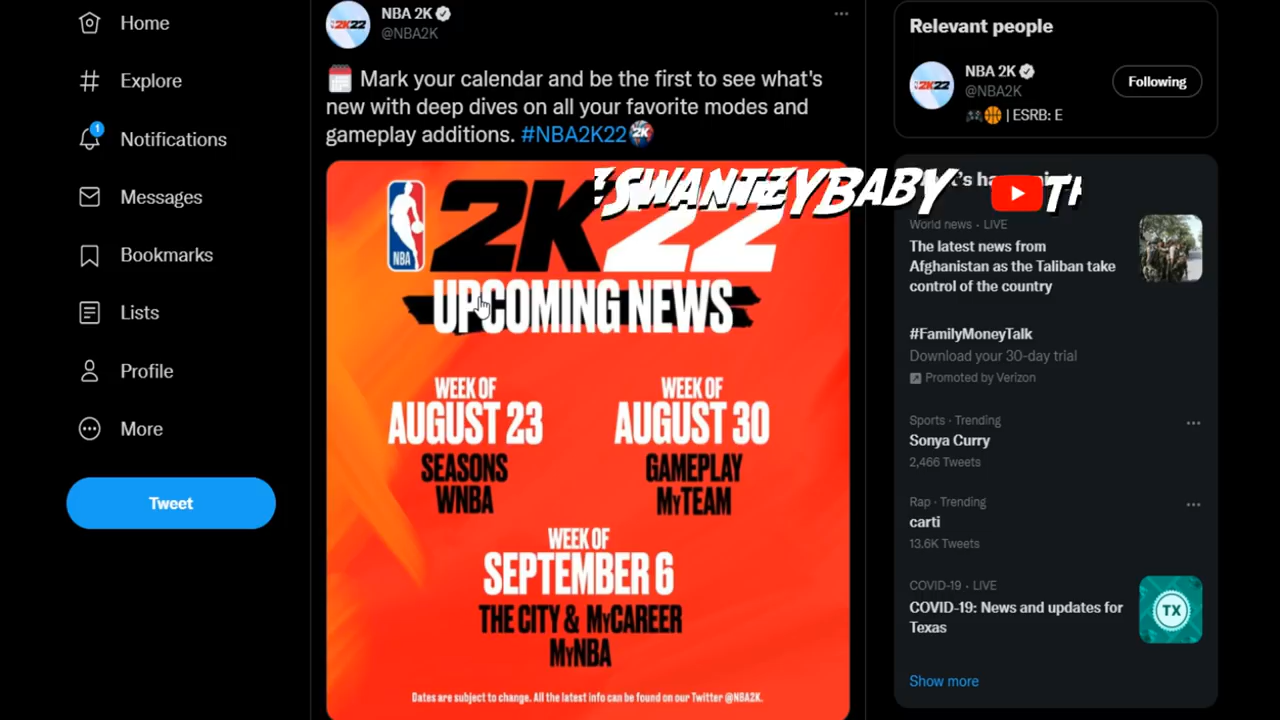 Home
Explore
1
Notifications
Messages
Bookmarks
Lists
Profile
More
Tweet
2K22
NBA 2K
@NBA2K
Mark your calendar and be the first to see what's
new with deep dives on all your favorite modes and
gameplay additions. #NBA2K22
2K
NBA
2K22
UPCOMING NEWS
WEEK OF
AUGUST 23
SEASONS
WNBA
WEEK OF
AUGUST 30
GAMEPLAY
MyTEAM
WEEK OF
SEPTEMBER 6
THE CITY & MyCAREER
MyNBA
Dates are subject to change. All the latest info can be found on our Twitter @NBA2K.
SWANTZYBABY
Relevant people
2K22
NBA 2K
@NBA2K
Following
| ESRB: E
World news · LIVE
The latest news from
Afghanistan as the Taliban take
control of the country
#FamilyMoneyTalk
Download your 30-day trial
Promoted by Verizon
Sports · Trending
Sonya Curry
2,466 Tweets
Rap · Trending
carti
13.6K Tweets
COVID-19 · LIVE
COVID-19: News and updates for
Texas
TX
Show more